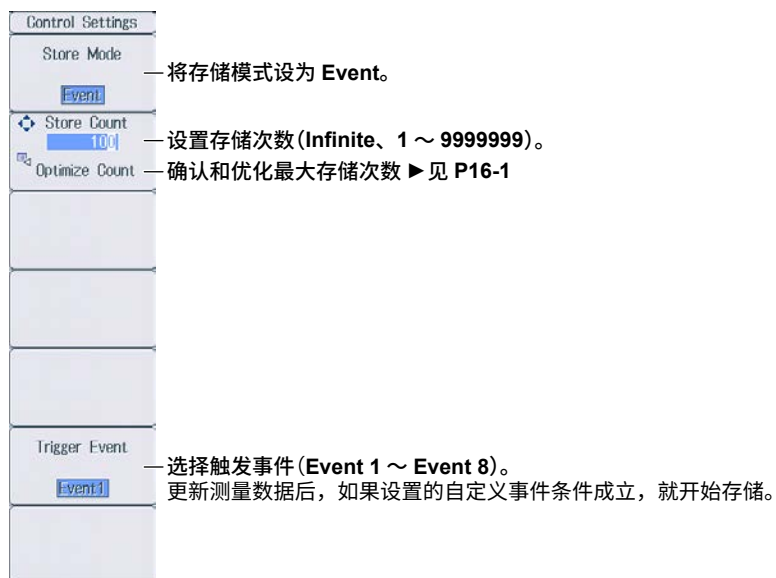 Control Settings
Store Mode
Event
将存储模式设为 Event。
Store Count
100
设置存储次数(Infinite、1 ～ 9999999)。
Optimize Count
确认和优化最大存储次数 ►见 P16-1
Trigger Event
Event1
选择触发事件(Event 1 ～ Event 8)。
更新测量数据后，如果设置的自定义事件条件成立，就开始存储。